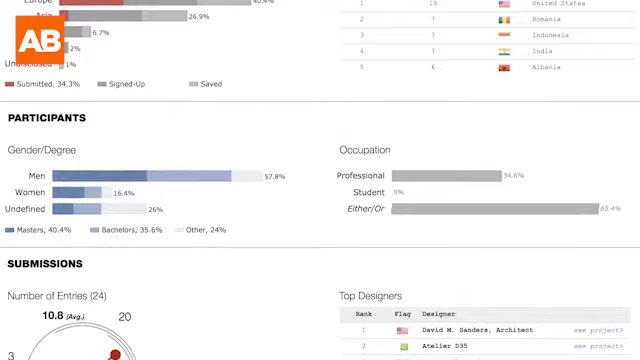 Europe
40.4%
Asia
26.9%
6.7%
2%
1%
AB
Submitted, 34.3%
Signed-Up
Saved
1 19 United States
2 7 Romania
3 7 Indonesia
4 7 India
5 6 Albania
PARTICIPANTS
Gender/Degree
Men 57.8%
Women 16.4%
Undefined 26%
Masters, 40.4% Bachelors, 35.6% Other, 24%
Occupation
Professional 34.6%
Student 0%
Either/Or 65.4%
SUBMISSIONS
Number of Entries (24)
10.8 (Avg.) 20
3
Top Designers
Rank Flag Designer
1 David M. Sanders, Architect see project>
2 Atelier D35 see project>